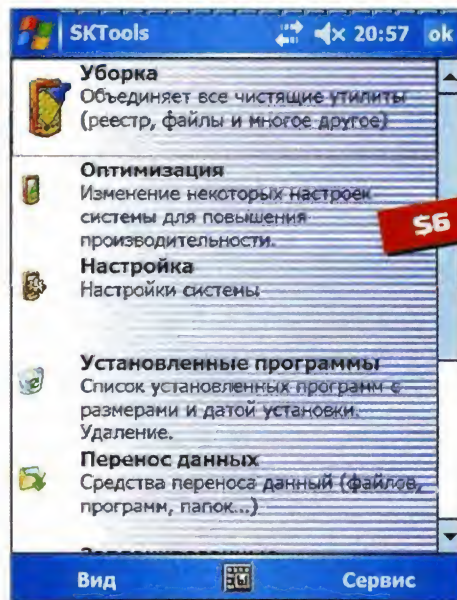 SKTools 20:57 ok
Уборка
Объединяет все чистящие утилиты
(реестр, файлы и многое другое)
Оптимизация
Изменение некоторых настроек
системы для повышения
производительности.
S6
Настройка
Настройки системы
Установленные программы
Список установленных программ с
размерами и датой установки.
Удаление.
Перенос данных
Средства переноса данный (файлов,
программ, папок...)
Вид Сервис